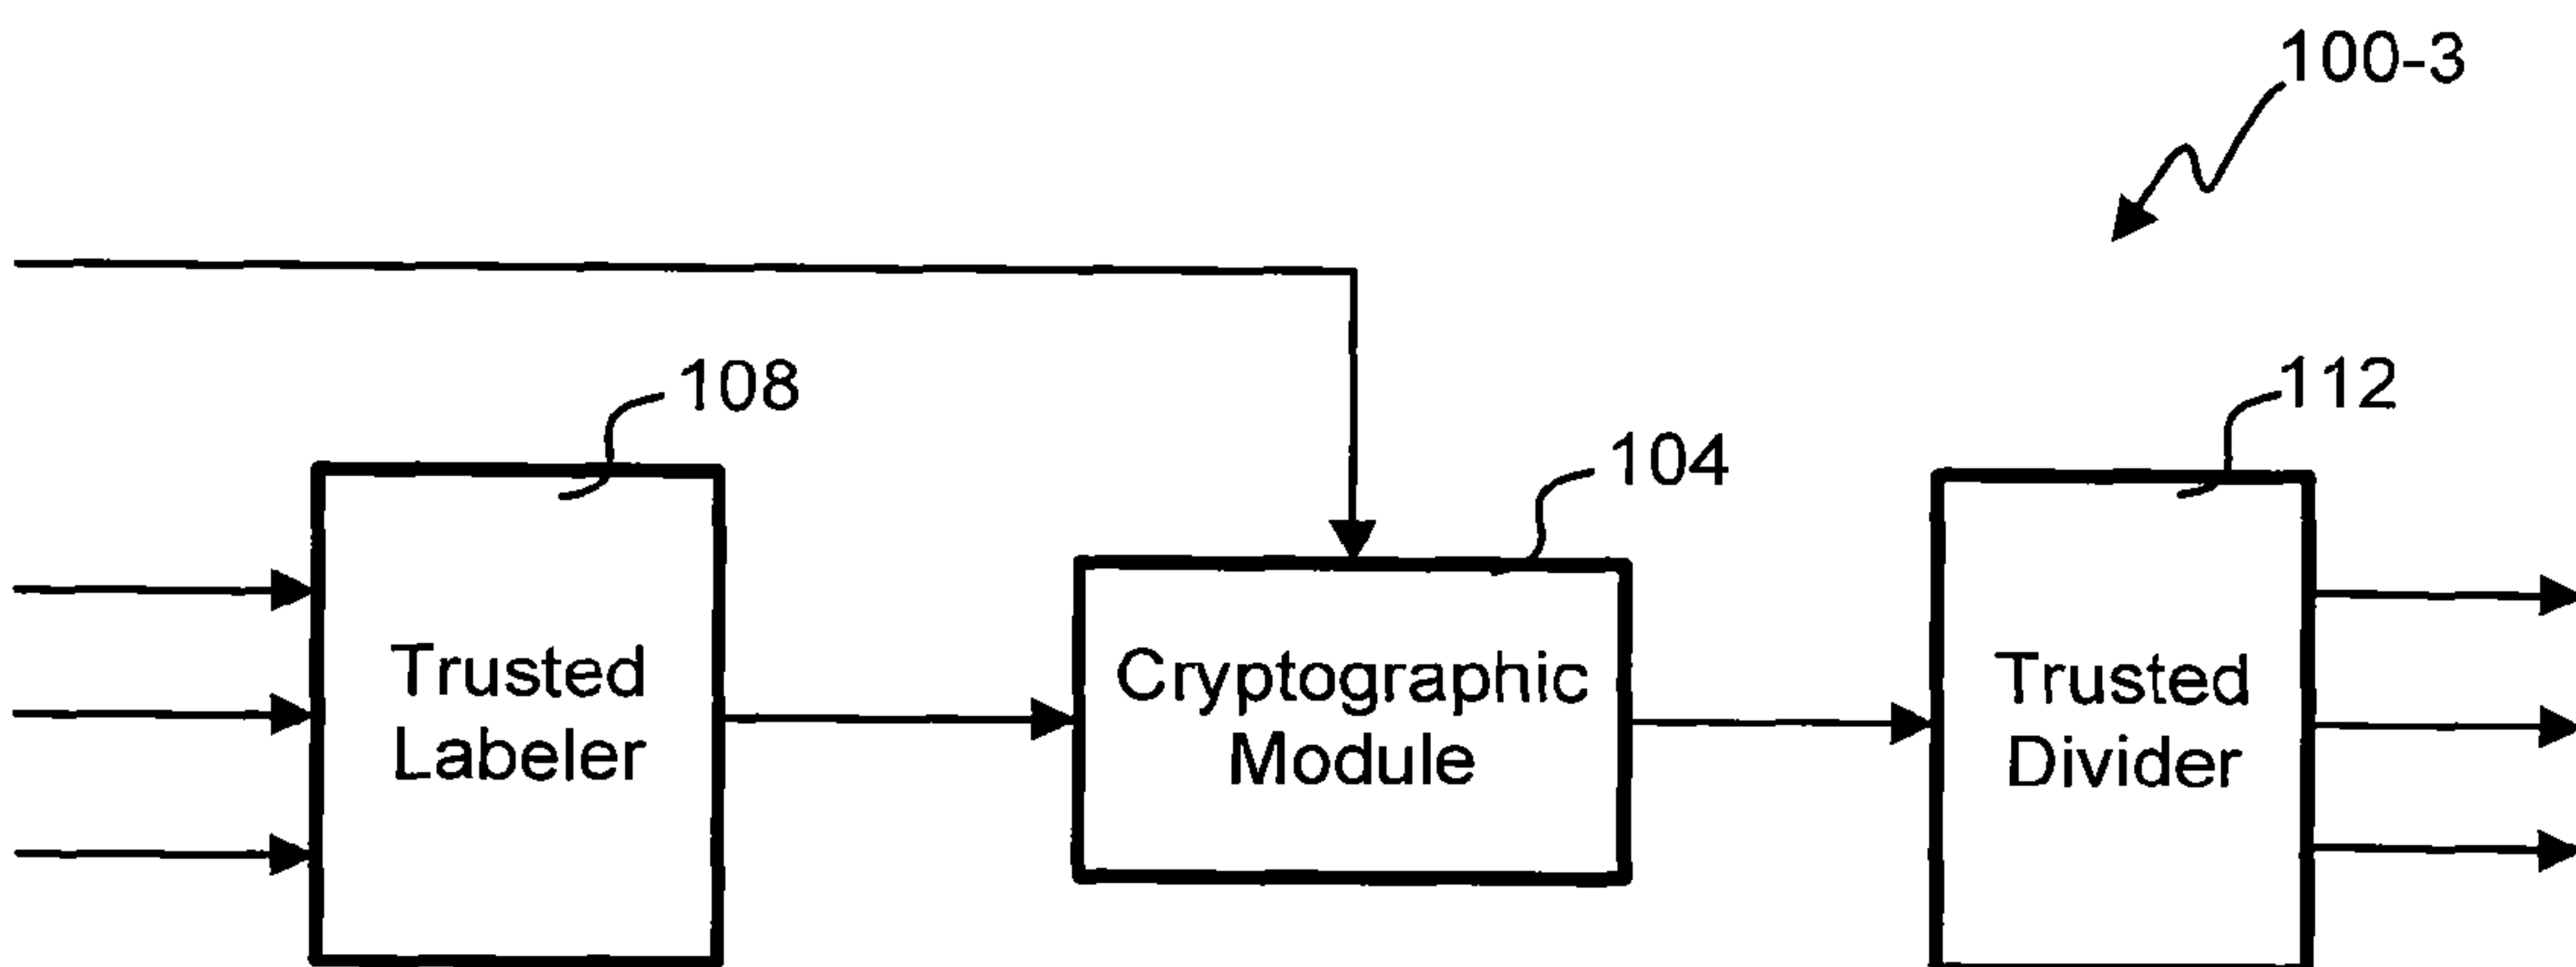 100-3
108
104
112
Trusted
Labeler
Cryptographic
Module
Trusted
Divider